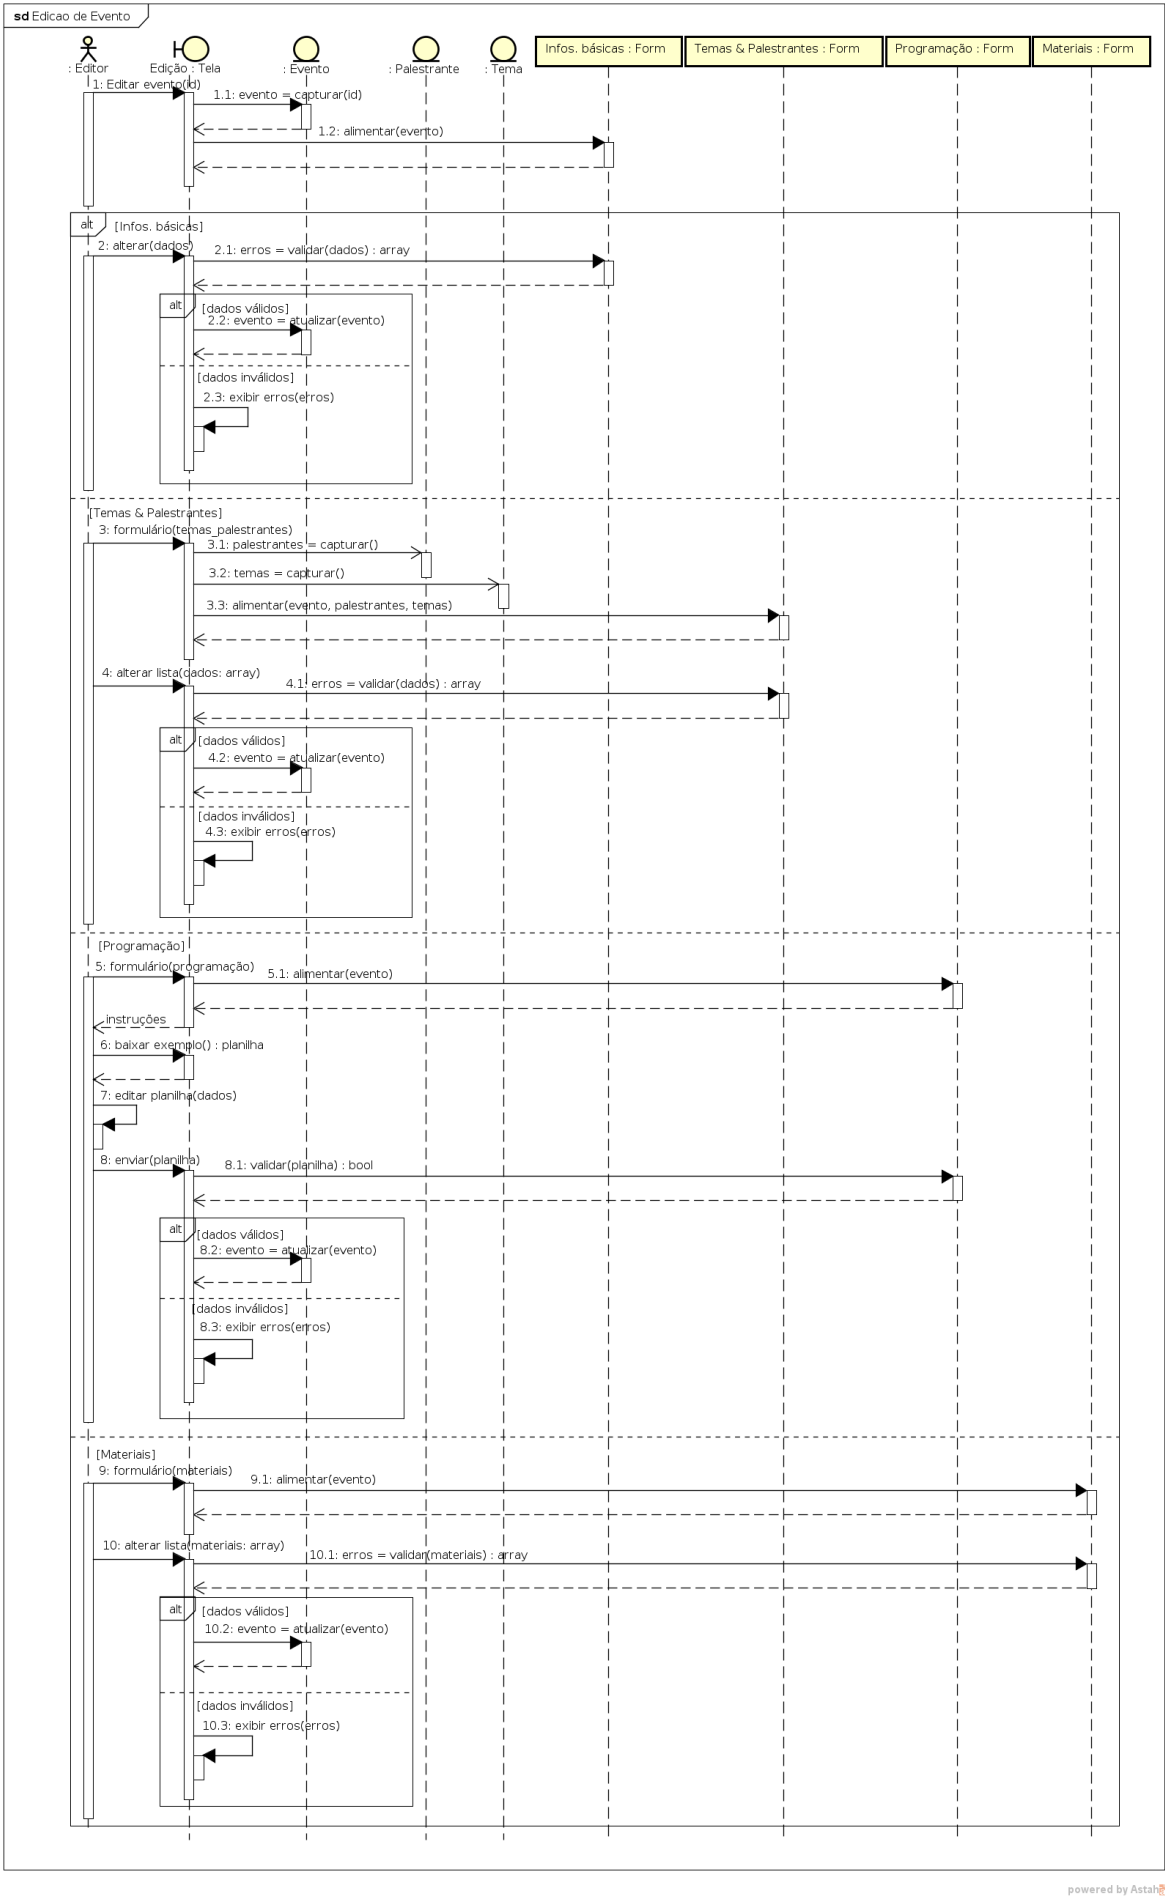 sd Edicao de Evento
: Editor
Edição : Tela
: Evento
: Palestrante
: Tema
Infos. básicas : Form
Temas & Palestrantes : Form
Programação : Form
Materiais : Form
1: Editar evento(id)
1.1: evento = capturar(id)
1.2: alimentar(evento)
alt
[Infos. básicas]
2: alterar(dados)
2.1: erros = validar(dados) : array
alt
[dados válidos]
2.2: evento = atualizar(evento)
[dados inválidos]
2.3: exibir erros(erros)
[Temas & Palestrantes]
3: formulário(temas_palestrantes)
3.1: palestrantes = capturar()
3.2: temas = capturar()
3.3: alimentar(evento, palestrantes, temas)
4: alterar lista(dados: array)
4.1: erros = validar(dados) : array
alt
[dados válidos]
4.2: evento = atualizar(evento)
[dados inválidos]
4.3: exibir erros(erros)
[Programação]
5: formulário(programação)
5.1: alimentar(evento)
instruções
6: baixar exemplo() : planilha
7: editar planilha(dados)
8: enviar(planilha)
8.1: validar(planilha) : bool
alt
[dados válidos]
8.2: evento = atualizar(evento)
[dados inválidos]
8.3: exibir erros(erros)
[Materiais]
9: formulário(materiais)
9.1: alimentar(evento)
10: alterar lista(materiais: array)
10.1: erros = validar(materiais) : array
alt
[dados válidos]
10.2: evento = atualizar(evento)
[dados inválidos]
10.3: exibir erros(erros)
powered by Astah